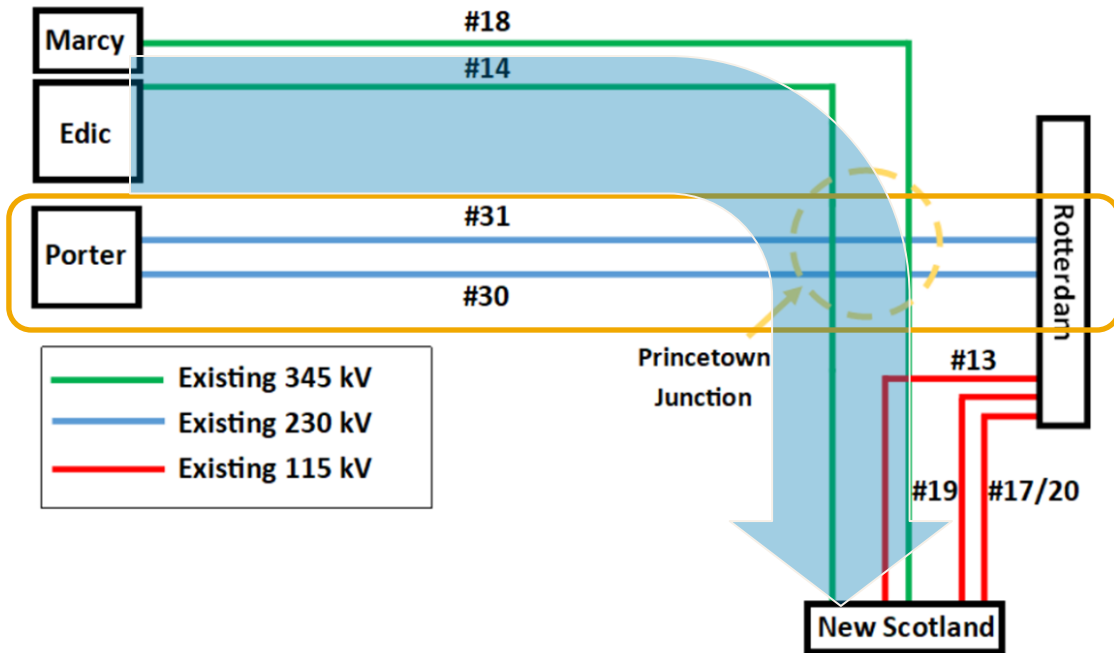 #18
Marcy
#14
Edic
#31
Porter
#30
Rotterdam
Princetown
Junction
#13
Existing 345 kV
Existing 230 kV
Existing 115 kV
#19
#17/20
New Scotland